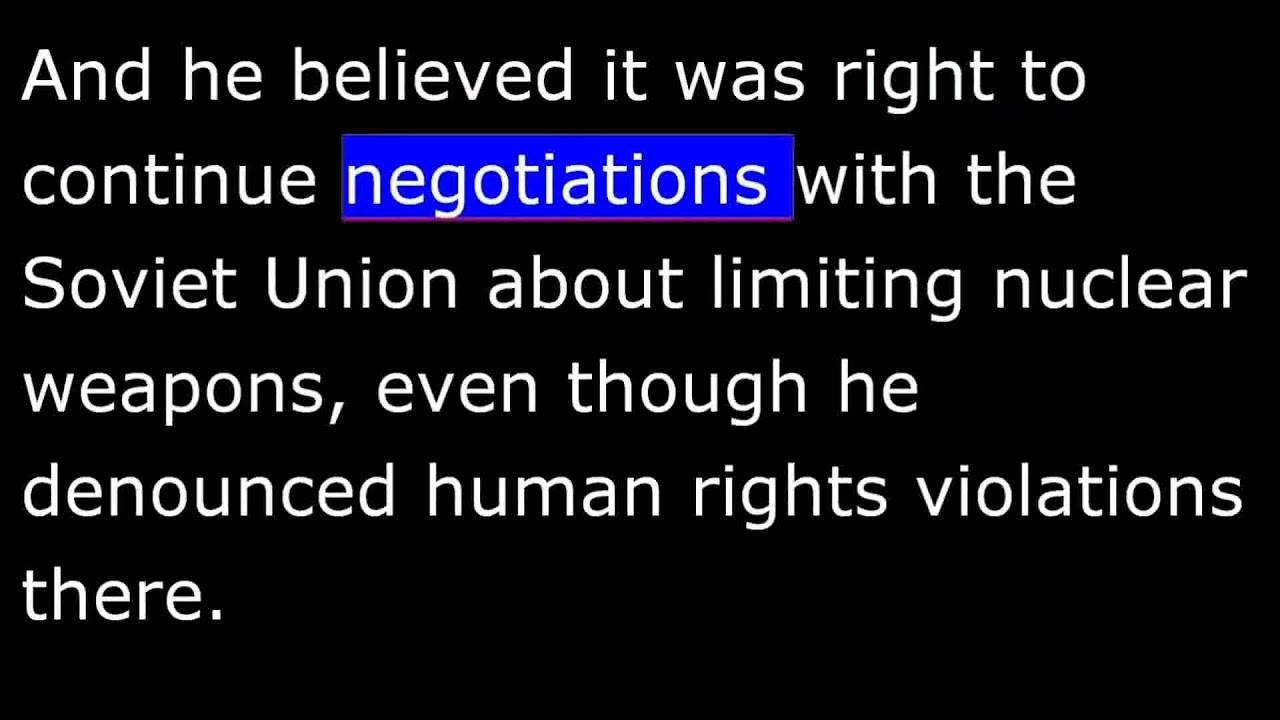 And he believed it was right to
continue negotiations with the
Soviet Union about limiting nuclear
weapons, even though he
denounced human rights violations
there.